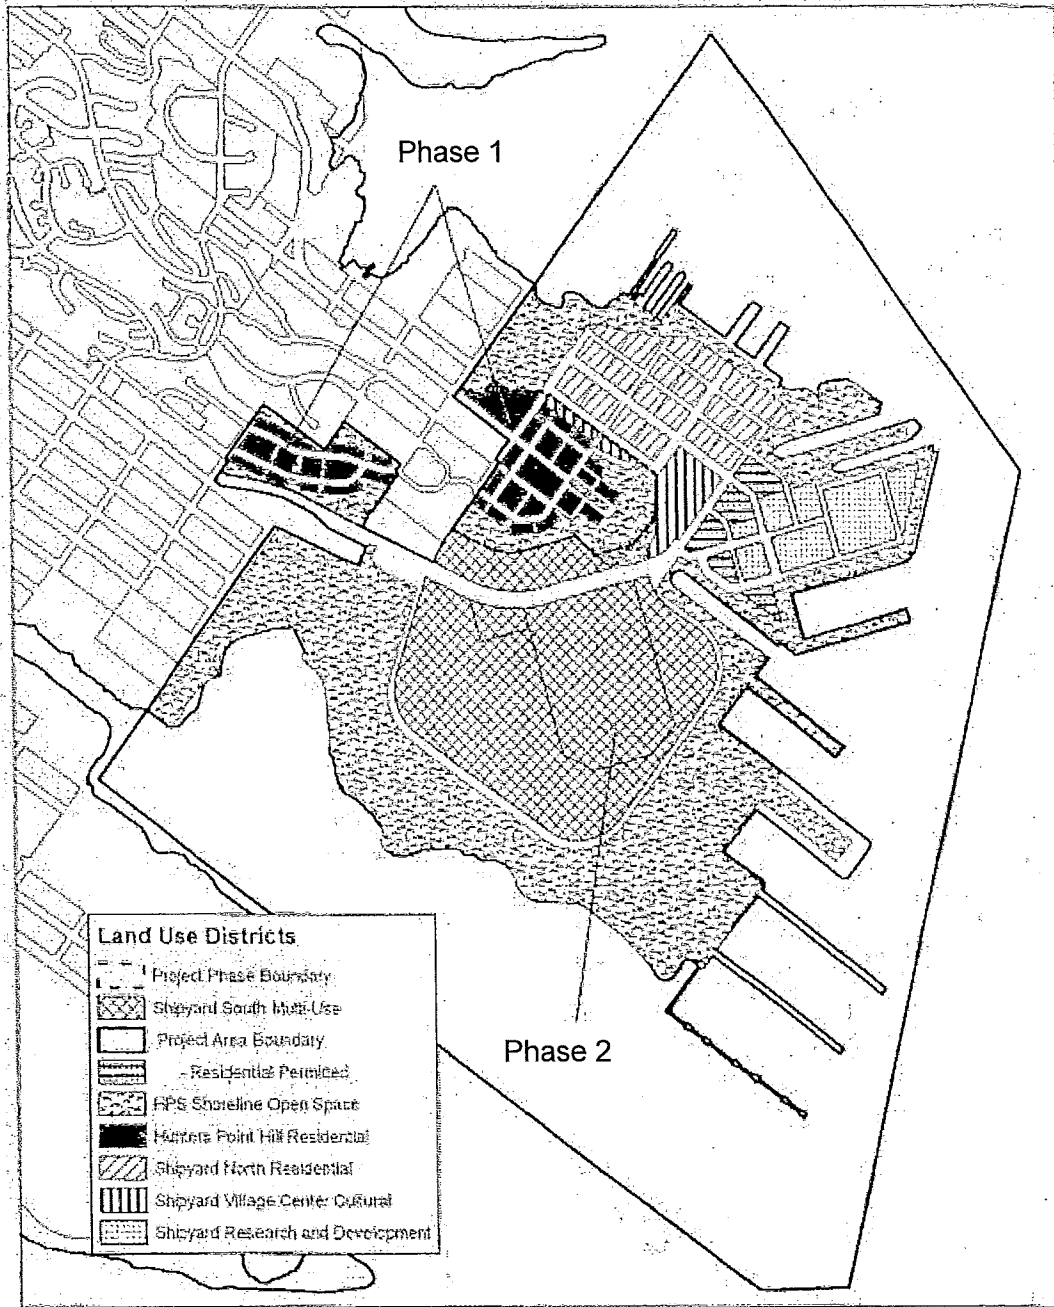 Phase 1
Phase 2
Land Use Districts
Project Phase Boundary
Shipyard South Multi-Use
Project Area Boundary
- Residential Permitted
HPS Shoreline Open Space
Hunters Point Hill Residential
Shipyard North Residential
Shipyard Village Center Cultural
Shipyard Research and Development